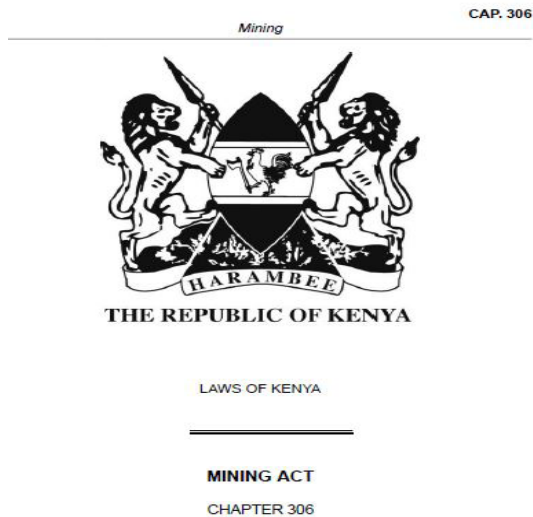 CAP. 306
Mining
HARAMBEE
THE REPUBLIC OF KENYA
LAWS OF KENYA
MINING ACT
CHAPTER 306